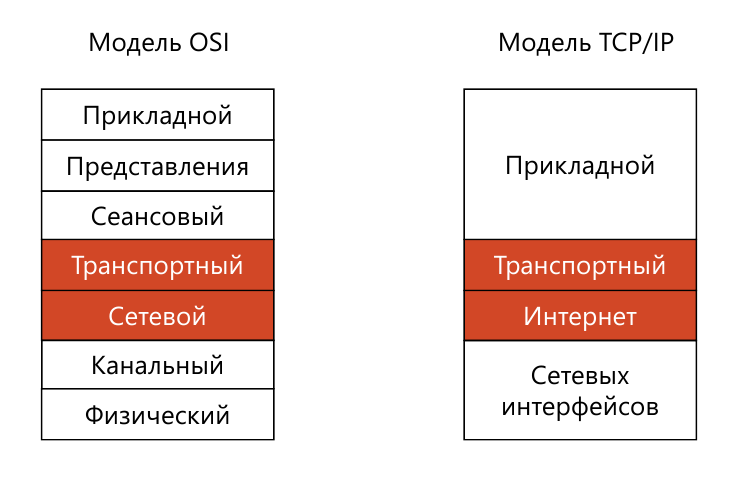 Модель OSI
Прикладной
Представления
Сеансовый
Транспортный
Сетевой
Канальный
Физический
Модель TCP/IP
Прикладной
Транспортный
Интернет
Сетевых
интерфейсов